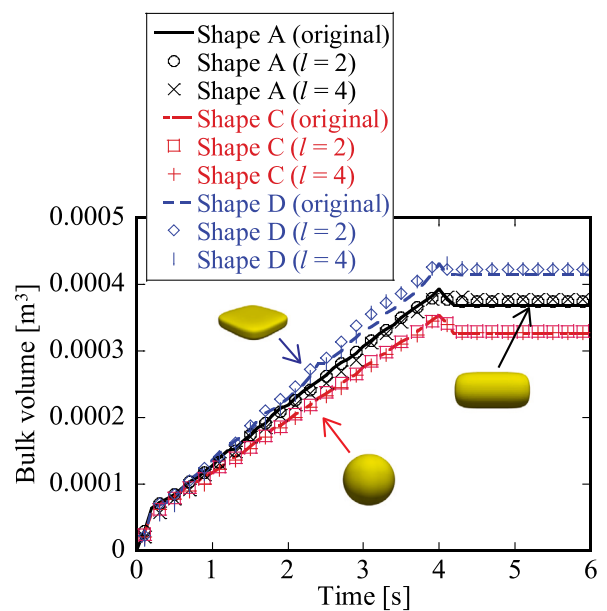 Shape A (original)
Shape A (l = 2)
Shape A (l = 4)
Shape C (original)
Shape C (l = 2)
Shape C (l = 4)
Shape D (original)
Shape D (l = 2)
Shape D (l = 4)
0.0005
0.0004
0.0003
0.0002
0.0001
0
Bulk volume [m³]
0 1 2 3 4 5 6
Time [s]